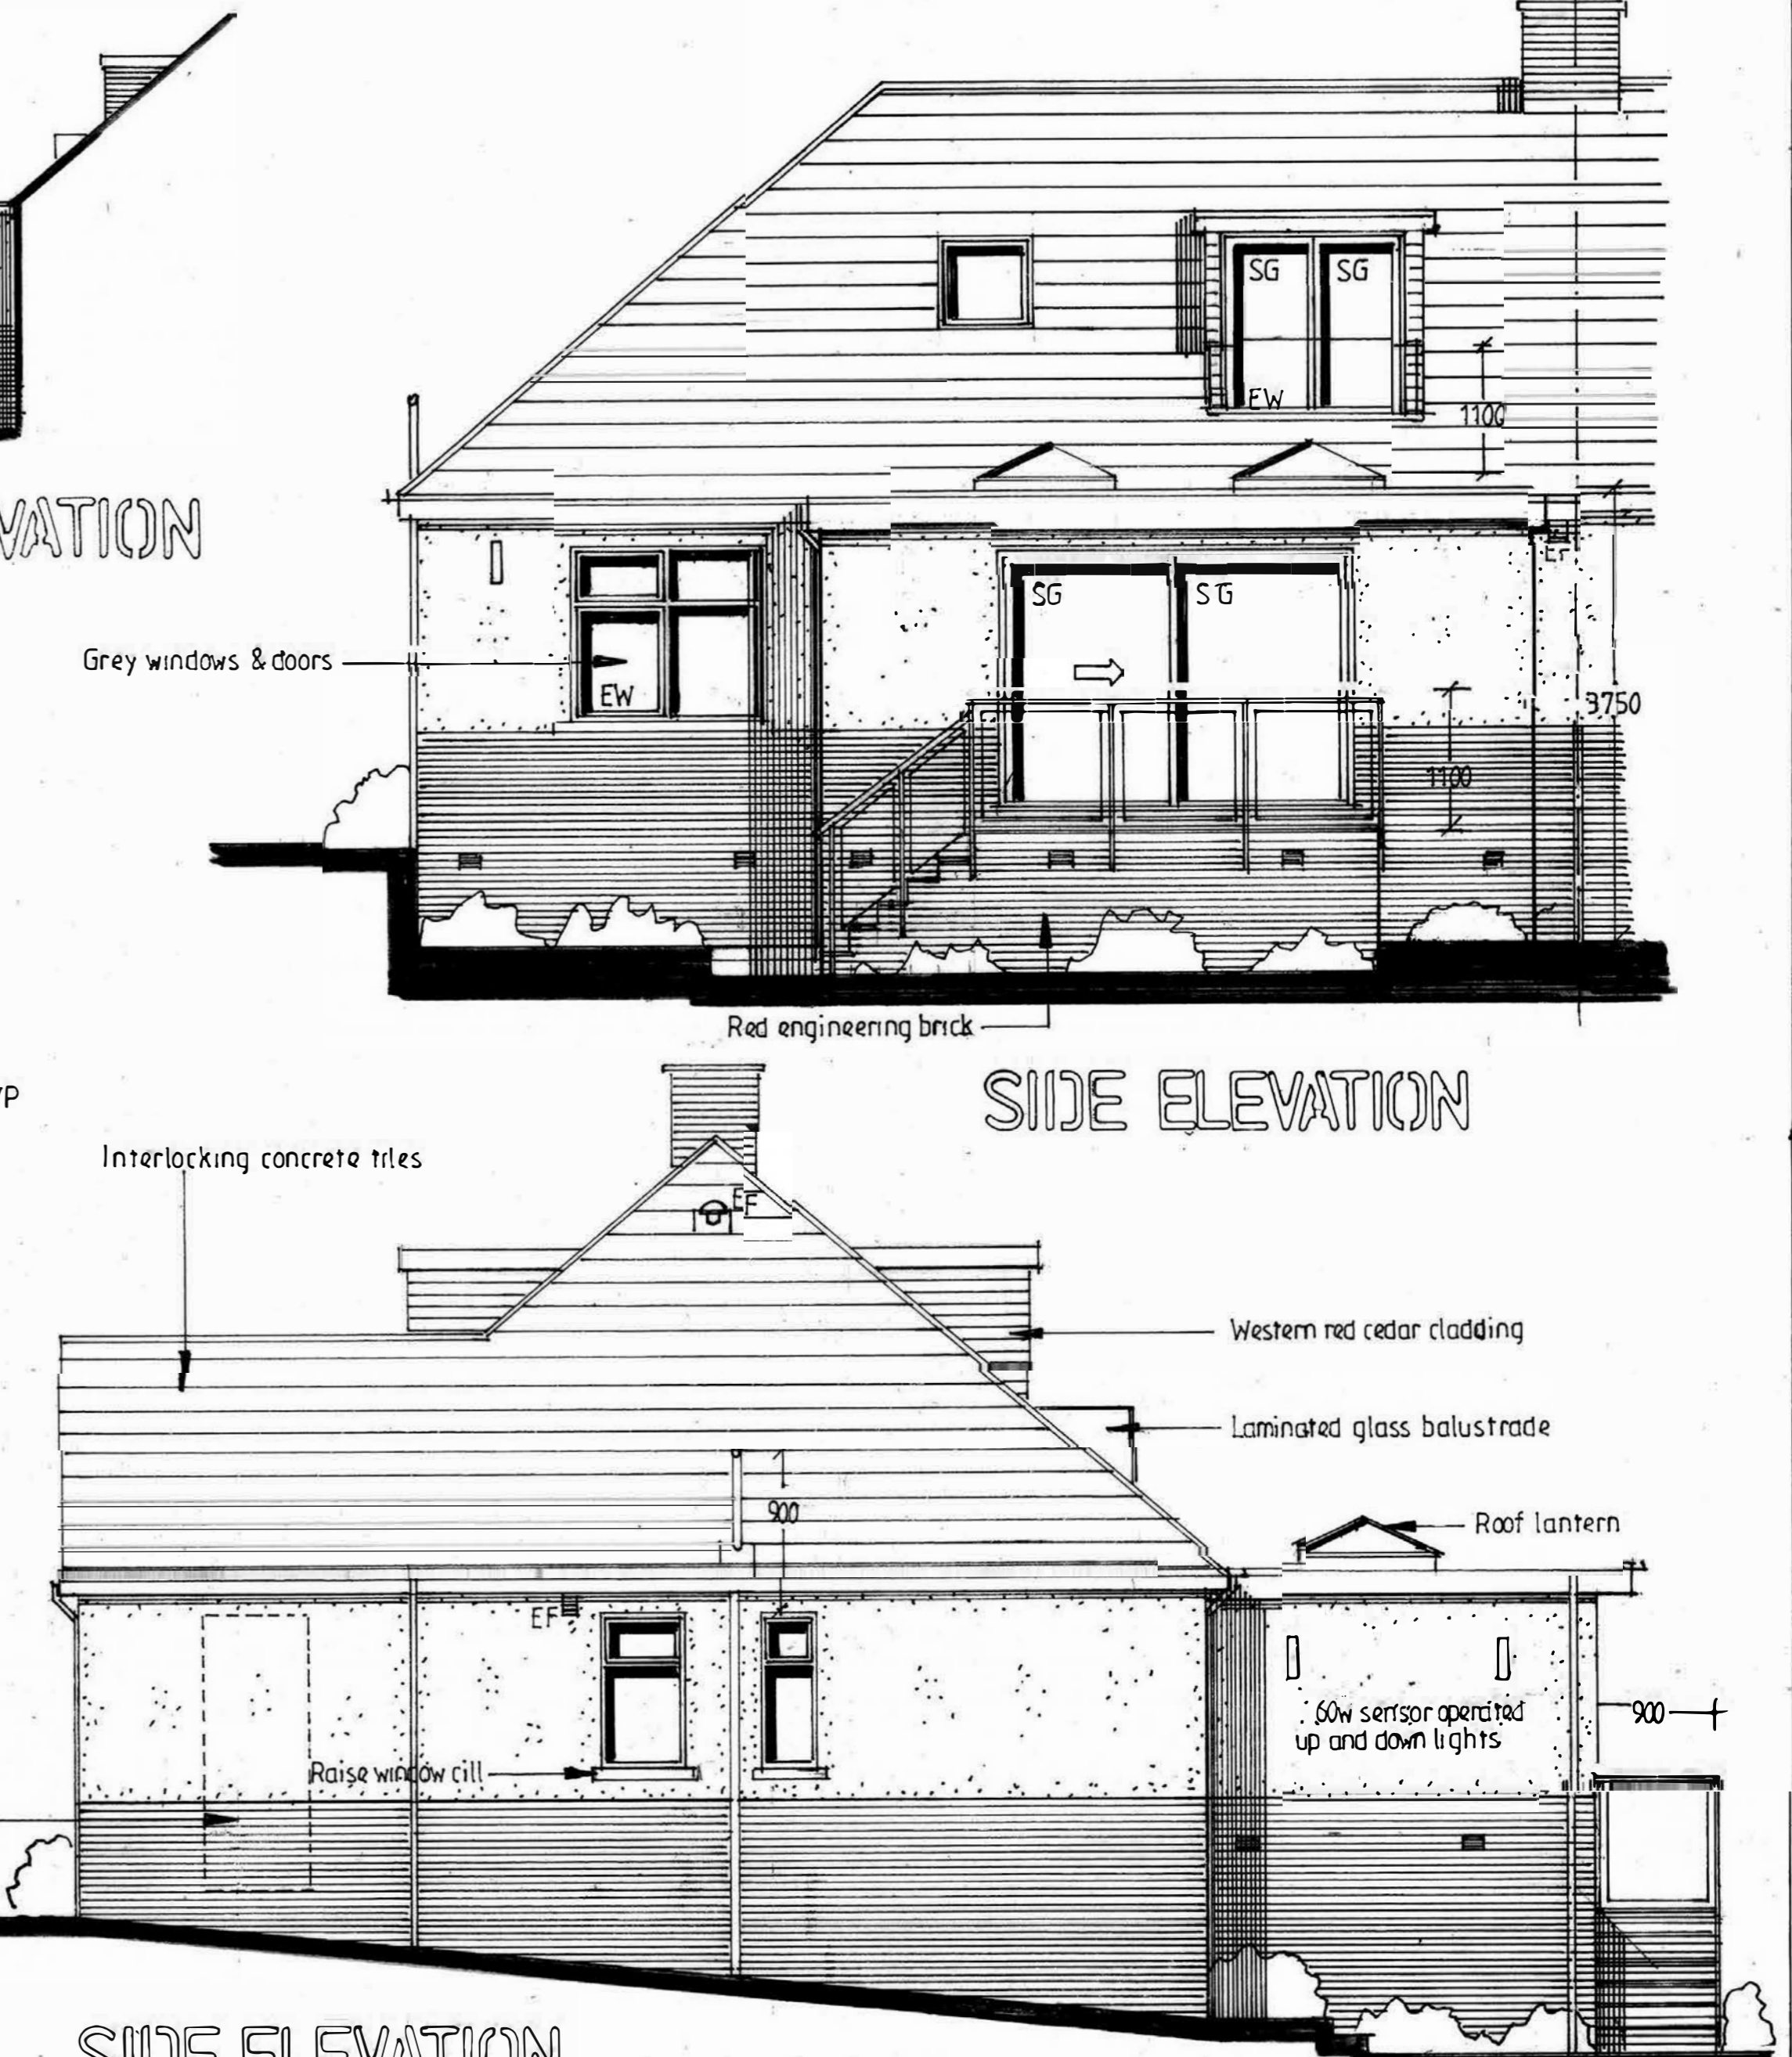 SG SG
EW
1100
VATION
EF
SG SG
Grey windows & doors
EW
3750
1100
Red engineering brick
SIDE ELEVATION
YP
Interlocking concrete tiles
EF
Western red cedar cladding
Laminated glass balustrade
900
Roof lantern
EF
60w sensor operated
up and down lights
900
Raise window cill
SIDE ELEVATION